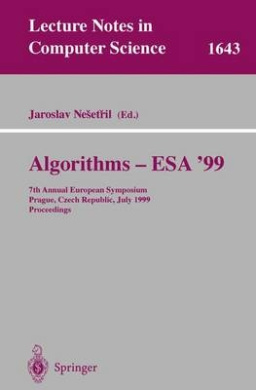 Lecture Notes in
Computer Science 1643
Jaroslav Nešetřil (Ed.)
Algorithms – ESA ’99
7th Annual European Symposium
Prague, Czech Republic, July 1999
Proceedings
Springer